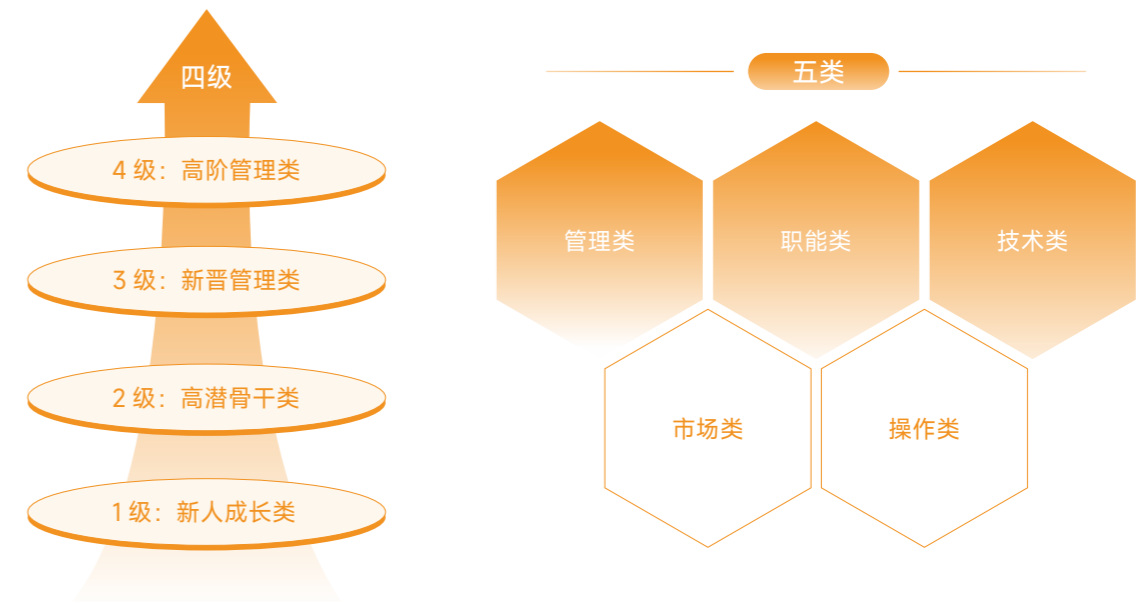 四级
4 级：高阶管理类
3 级：新晋管理类
2 级：高潜骨干类
1 级：新人成长类
五类
管理类
职能类
技术类
市场类
操作类